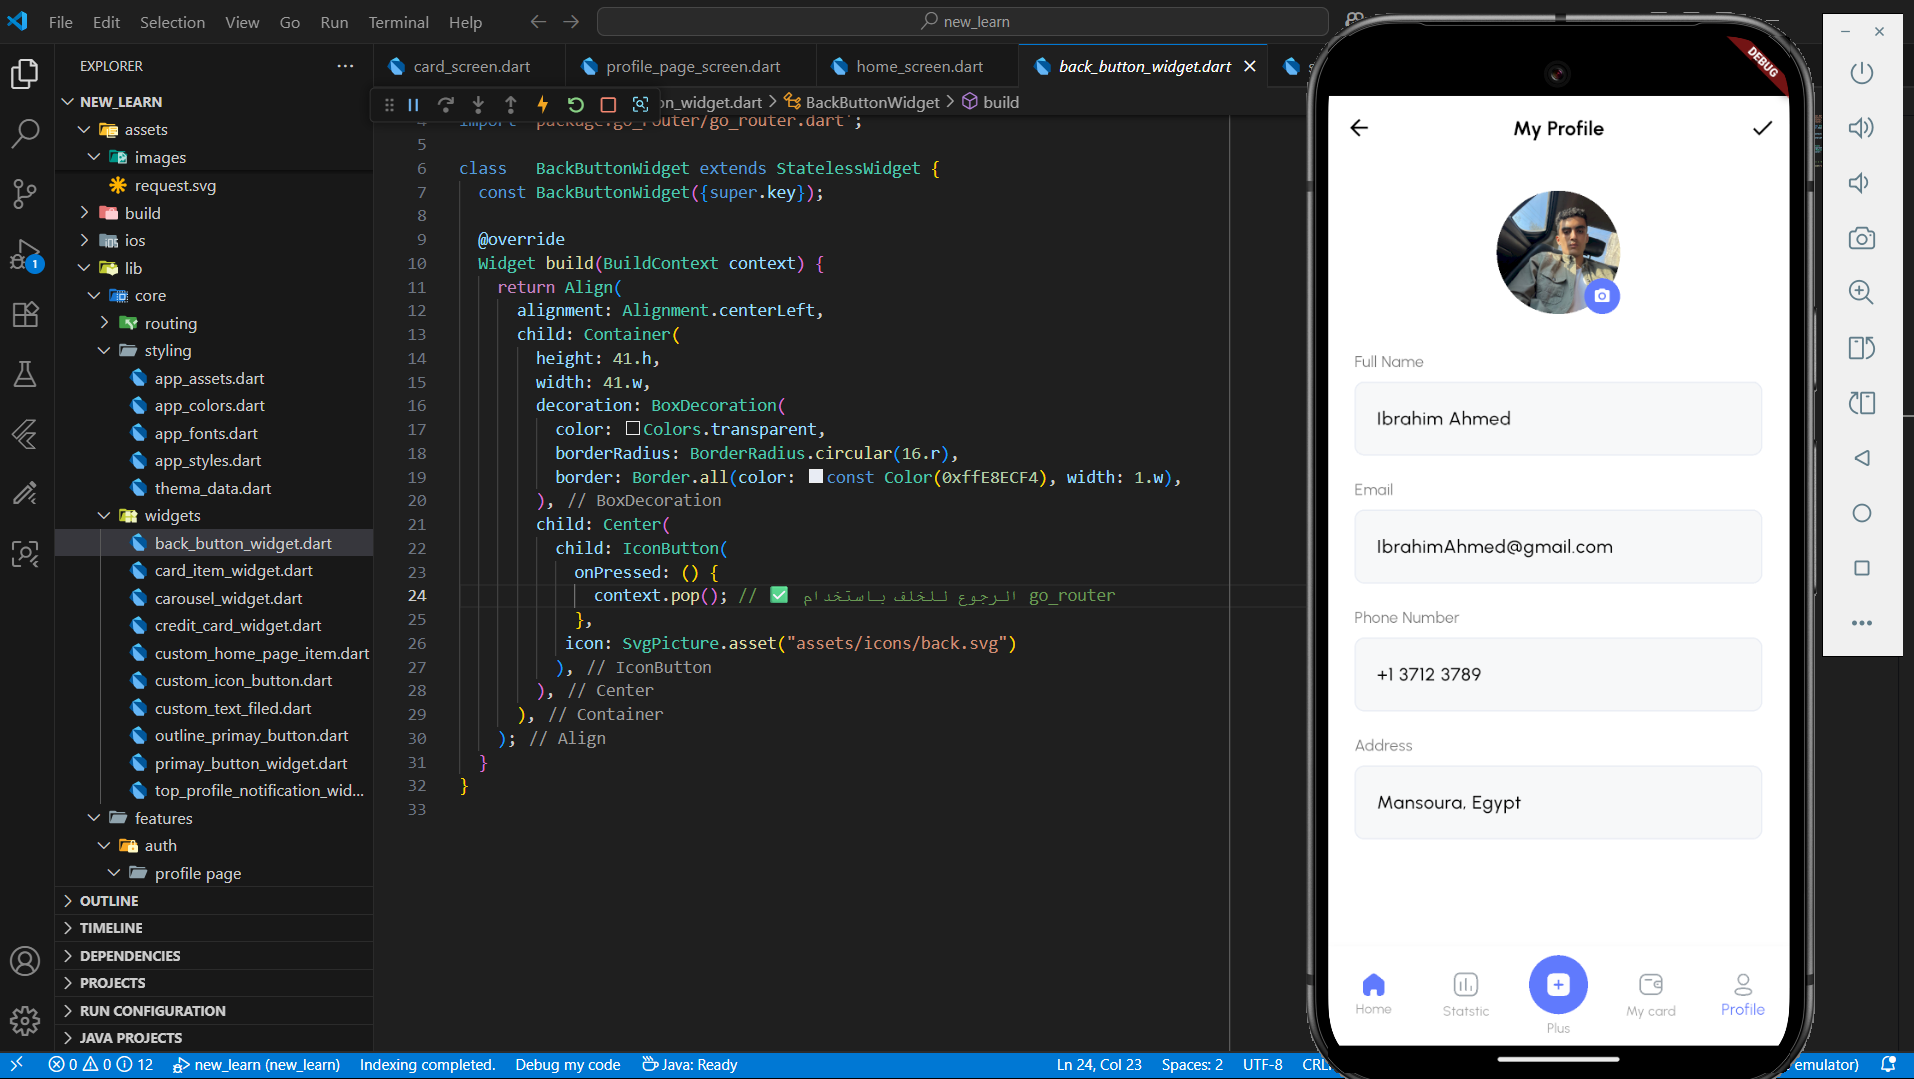 File Edit Selection View Go Run Terminal Help
new_learn
EXPLORER
NEW_LEARN
assets
images
request.svg
build
ios
lib
core
routing
styling
app_assets.dart
app_colors.dart
app_fonts.dart
app_styles.dart
thema_data.dart
widgets
back_button_widget.dart
card_item_widget.dart
carousel_widget.dart
credit_card_widget.dart
custom_home_page_item.dart
custom_icon_button.dart
custom_text_filed.dart
outline_primay_button.dart
primay_button_widget.dart
top_profile_notification_wid...
features
auth
profile page
OUTLINE
TIMELINE
DEPENDENCIES
PROJECTS
RUN CONFIGURATION
JAVA PROJECTS
1
card_screen.dart profile_page_screen.dart home_screen.dart back_button_widget.dart
on_widget.dart > BackButtonWidget > build
4 import 'package:go_router/go_router.dart';
5
6 class   BackButtonWidget extends StatelessWidget {
7 const BackButtonWidget({super.key});
8
9 @override
10 Widget build(BuildContext context) {
11 return Align(
12 alignment: Alignment.centerLeft,
13 child: Container(
14 height: 41.h,
15 width: 41.w,
16 decoration: BoxDecoration(
17 color: Colors.transparent,
18 borderRadius: BorderRadius.circular(16.r),
19 border: Border.all(color: const Color(0xffE8ECF4), width: 1.w),
20 ), // BoxDecoration
21 child: Center(
22 child: IconButton(
23 onPressed: () {
24 context.pop(); // ✅ الرجوع للخلف باستخدام go_router
25 },
26 icon: SvgPicture.asset("assets/icons/back.svg")
27 ), // IconButton
28 ), // Center
29 ), // Container
30 ); // Align
31 }
32 }
33
0 0 12 new_learn (new_learn) Indexing completed. Debug my code Java: Ready Ln 24, Col 23 Spaces: 2 UTF-8 emulator)
DEBUG
My Profile
Full Name
Ibrahim Ahmed
Email
IbrahimAhmed@gmail.com
Phone Number
+1 3712 3789
Address
Mansoura, Egypt
Home Statstic Plus My card Profile